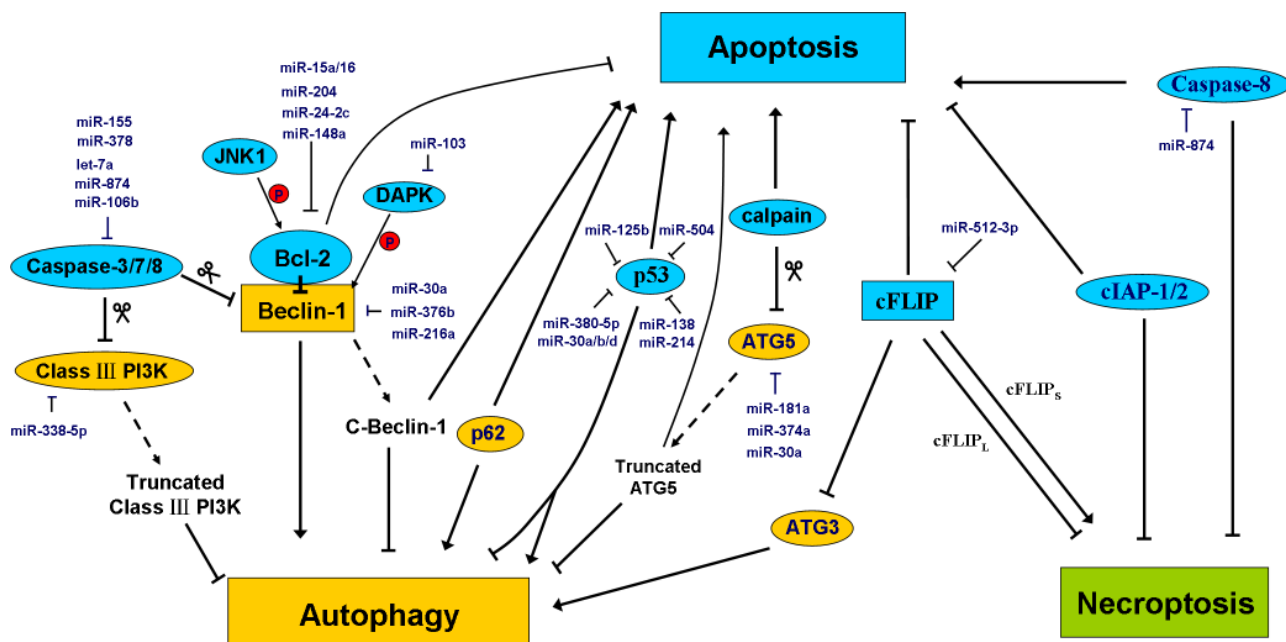 Apoptosis
miR-15a/16
miR-204
miR-24-2c
miR-148a
miR-155
miR-378
let-7a
miR-874
miR-106b
JNK1
P
miR-103
DAPK
P
Caspase-8
miR-874
Caspase-3/7/8
Bcl-2
Beclin-1
miR-30a
miR-376b
miR-216a
miR-125b
miR-504
p53
miR-380-5p
miR-30a/b/d
miR-138
miR-214
calpain
miR-512-3p
cFLIP
cIAP-1/2
Class III PI3K
miR-338-5p
ATG5
miR-181a
miR-374a
miR-30a
C-Beclin-1
p62
Truncated
ATG5
cFLIPS
cFLIPL
Truncated
Class III PI3K
ATG3
Autophagy
Necroptosis